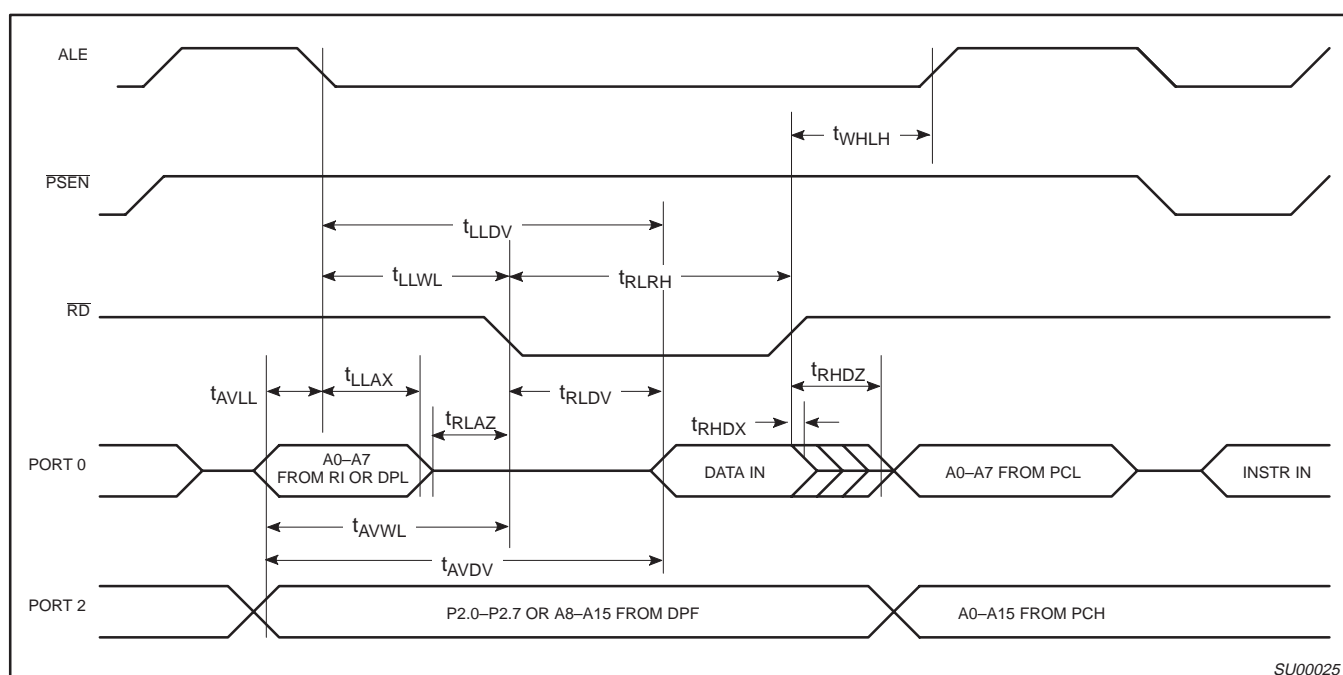 ALE
tWHLH
PSEN
tLLDV
tLLWL
tRLRH
RD
tAVLL
tLLAX
tRLAZ
tRLDV
tRHDZ
tRHDX
PORT 0
A0–A7
FROM RI OR DPL
DATA IN
A0–A7 FROM PCL
INSTR IN
tAVWL
tAVDV
PORT 2
P2.0–P2.7 OR A8–A15 FROM DPF
A0–A15 FROM PCH
SU00025